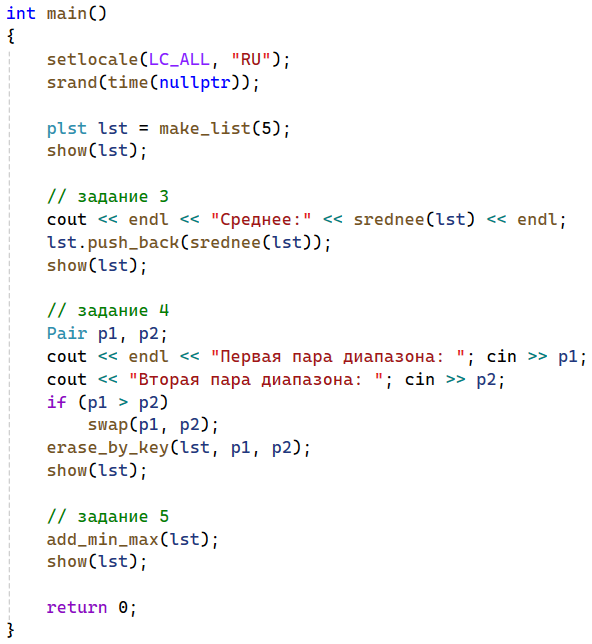 int main()
{
    setlocale(LC_ALL, "RU");
    srand(time(nullptr));

    plst lst = make_list(5);
    show(lst);

    // задание 3
    cout << endl << "Среднее:" << srednee(lst) << endl;
    lst.push_back(srednee(lst));
    show(lst);

    // задание 4
    Pair p1, p2;
    cout << endl << "Первая пара диапазона: "; cin >> p1;
    cout << "Вторая пара диапазона: "; cin >> p2;
    if (p1 > p2)
        swap(p1, p2);
    erase_by_key(lst, p1, p2);
    show(lst);

    // задание 5
    add_min_max(lst);
    show(lst);

    return 0;
}